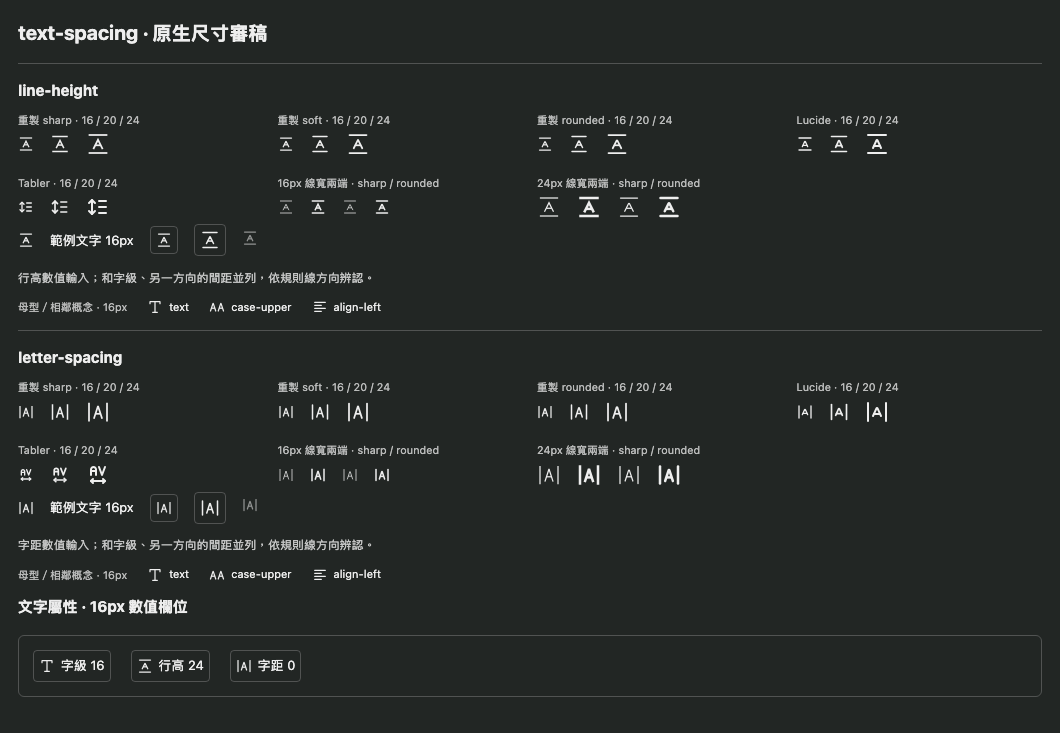 text-spacing · 原生尺寸審稿
line-height
重製 sharp · 16 / 20 / 24
重製 soft · 16 / 20 / 24
重製 rounded · 16 / 20 / 24
Lucide · 16 / 20 / 24
Tabler · 16 / 20 / 24
16px 線寬兩端 · sharp / rounded
24px 線寬兩端 · sharp / rounded
範例文字 16px
行高數值輸入；和字級、另一方向的間距並列，依規則線方向辨認。
母型 / 相鄰概念 · 16px
text
case-upper
align-left
letter-spacing
重製 sharp · 16 / 20 / 24
重製 soft · 16 / 20 / 24
重製 rounded · 16 / 20 / 24
Lucide · 16 / 20 / 24
Tabler · 16 / 20 / 24
16px 線寬兩端 · sharp / rounded
24px 線寬兩端 · sharp / rounded
範例文字 16px
字距數值輸入；和字級、另一方向的間距並列，依規則線方向辨認。
母型 / 相鄰概念 · 16px
text
case-upper
align-left
文字屬性 · 16px 數值欄位
字級 16
行高 24
字距 0